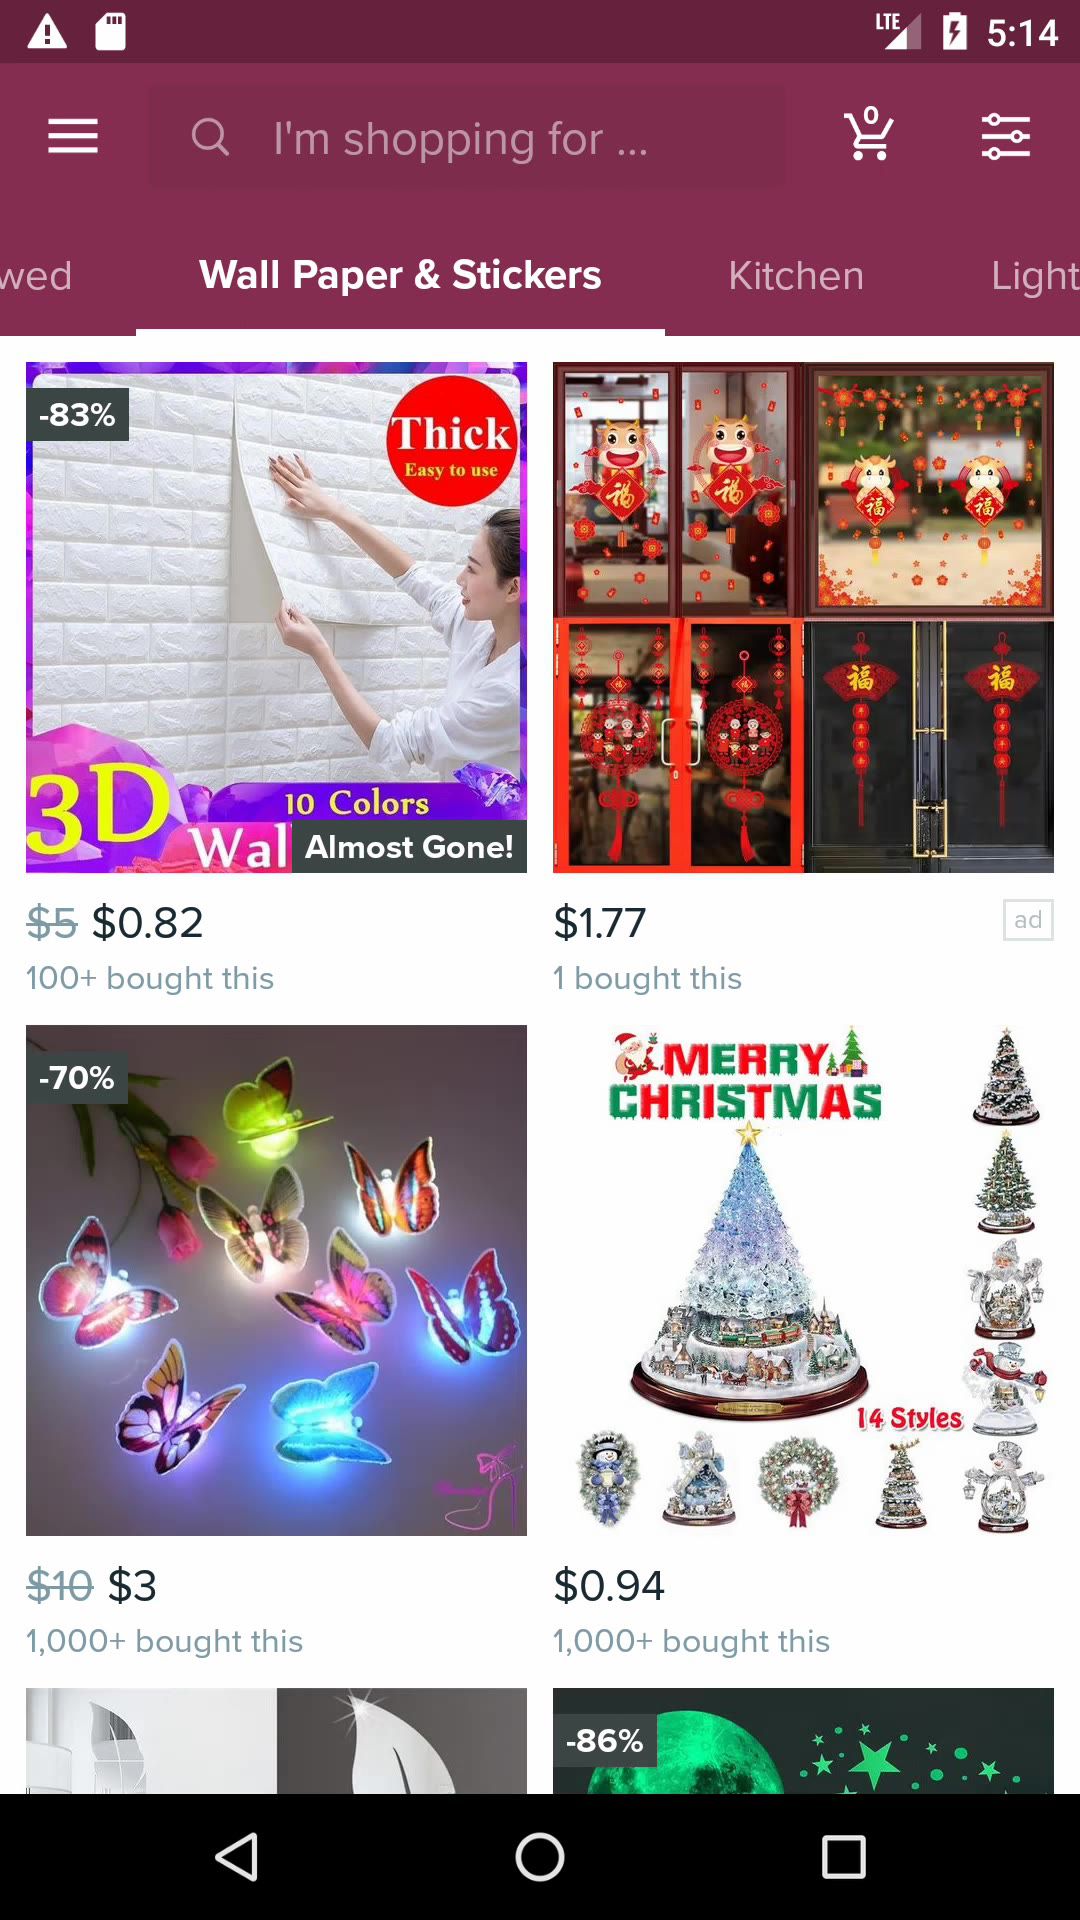 LTE
5:14
I'm shopping for ...
0
wed
Wall Paper & Stickers
Kitchen
Light
-83%
Thick
Easy to use
3D
10 Colors
Wal
Almost Gone!
福
福
福
福
福
福
$5 $0.82
100+ bought this
$1.77
ad
1 bought this
-70%
MERRY
CHRISTMAS
14 Styles
$10 $3
1,000+ bought this
$0.94
1,000+ bought this
-86%